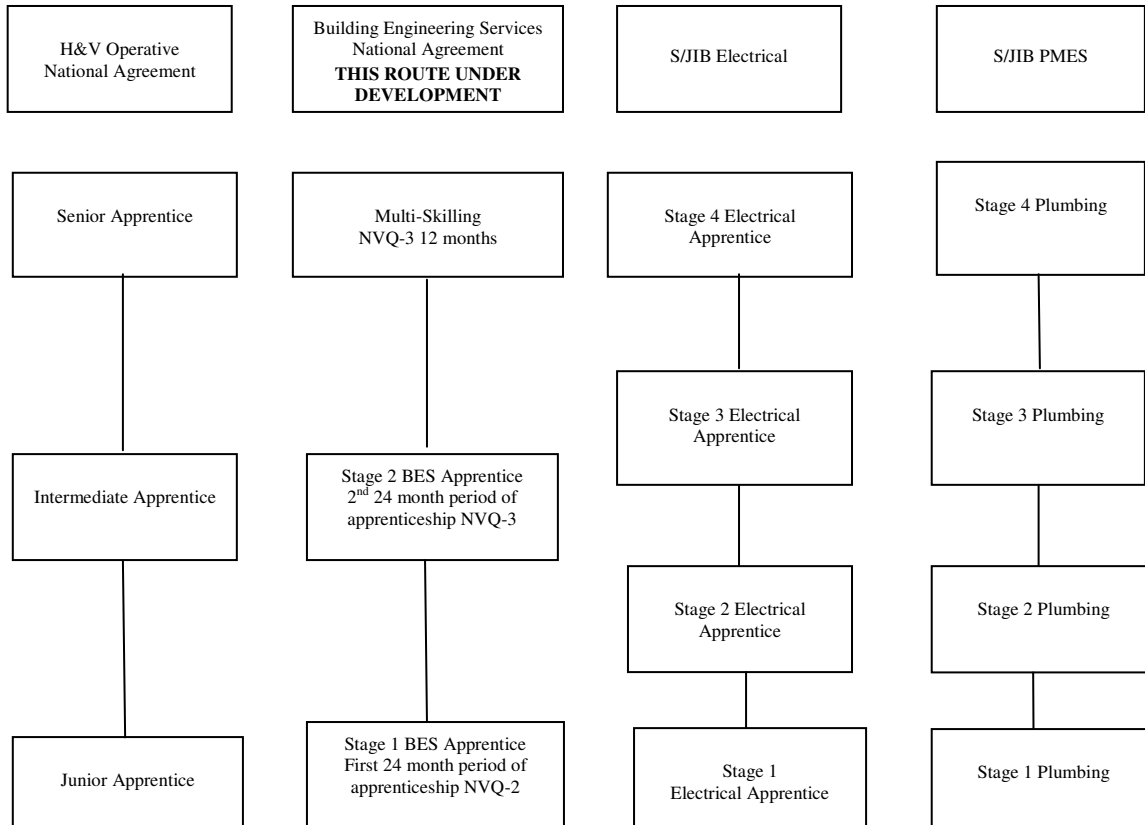 H&V Operative
National Agreement
Building Engineering Services
National Agreement
THIS ROUTE UNDER
DEVELOPMENT
S/JIB Electrical
S/JIB PMES
Senior Apprentice
Multi-Skilling
NVQ-3 12 months
Stage 4 Electrical
Apprentice
Stage 4 Plumbing
Stage 3 Electrical
Apprentice
Stage 3 Plumbing
Intermediate Apprentice
Stage 2 BES Apprentice
2nd 24 month period of
apprenticeship NVQ-3
Stage 2 Electrical
Apprentice
Stage 2 Plumbing
Junior Apprentice
Stage 1 BES Apprentice
First 24 month period of
apprenticeship NVQ-2
Stage 1
Electrical Apprentice
Stage 1 Plumbing